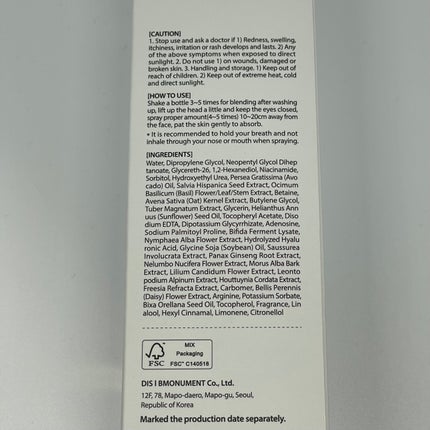 [CAUTION]
1. Stop use and ask a doctor if 1) Redness, swelling,
itchiness, irritation or rash develops and lasts. 2) Any
of the above symptoms when exposed to direct
sunlight. 2. Do not use 1) on wounds, damaged or
broken skin. 3. Handling and storage. 1) Keep out of
reach of children. 2) Keep out of extreme heat, cold
and direct sunlight.
[HOW TO USE]
Shake a bottle 3~5 times for blending after washing
up, lift up the head a little and keep the eyes closed,
spray proper amount(4~5 times) 10~20cm away from
the face, pat the skin gently to absorb.
• It is recommended to hold your breath and not
inhale through your nose or mouth when spraying.
[INGREDIENTS]
Water, Dipropylene Glycol, Neopentyl Glycol Dihep
tanoate, Glycereth-26, 1,2-Hexanediol, Niacinamide,
Sorbitol, Hydroxyethyl Urea, Persea Gratissima (Avo
cado) Oil, Salvia Hispanica Seed Extract, Ocimum
Basilicum (Basil) Flower/Leaf/Stem Extract, Betaine,
Avena Sativa (Oat) Kernel Extract, Butylene Glycol,
Tuber Magnatum Extract, Glycerin, Helianthus Ann
uus (Sunflower) Seed Oil, Tocopheryl Acetate, Diso
dium EDTA, Dipotassium Glycyrrhizate, Adenosine,
Sodium Palmitoyl Proline, Bifida Ferment Lysate,
Nymphaea Alba Flower Extract, Hydrolyzed Hyalu
ronic Acid, Glycine Soja (Soybean) Oil, Saussurea
Involucrata Extract, Panax Ginseng Root Extract,
Nelumbo Nucifera Flower Extract, Morus Alba Bark
Extract, Lilium Candidum Flower Extract, Leonto
podium Alpinum Extract, Houttuynia Cordata Extract,
Freesia Refracta Extract, Carbomer, Bellis Perennis
(Daisy) Flower Extract, Arginine, Potassium Sorbate,
Bixa Orellana Seed Oil, Tocopherol, Fragrance, Lin
alool, Hexyl Cinnamal, Limonene, Citronellol
FSC
MIX
Packaging
FSC™ C140518
DIS I BMONUMENT Co., Ltd.
12F, 78, Mapo-daero, Mapo-gu, Seoul,
Republic of Korea
Marked the production date separately.